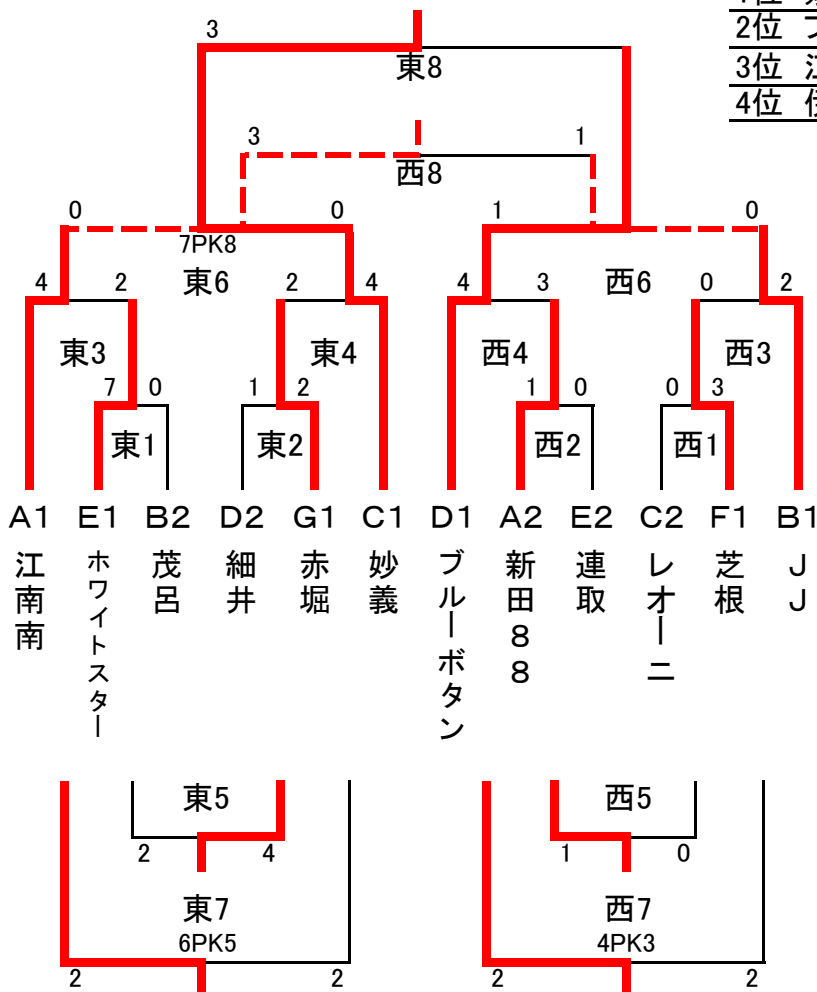 2位
3位
4位
3
東8
3
1
西8
0
0
1
0
7PK8
東6
西6
4
2
2
4
4
3
0
2
東3
東4
西4
西3
7
0
1
2
1
0
0
3
東1
東2
西2
西1
A1
E1
B2
D2
G1
C1
D1
A2
E2
C2
F1
B1
江南南
ホワイトスター
茂呂
細井
赤堀
妙義
ブルーボタン
新田88
連取
レオーニ
芝根
JJ
東5
西5
2
4
1
0
東7
西7
6PK5
4PK3
2
2
2
2